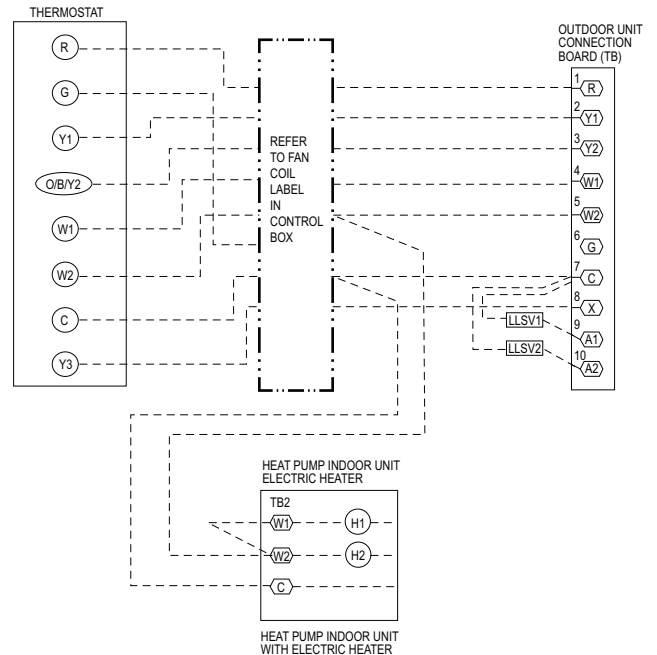 THERMOSTAT
R
G
Y1
O/B/Y2
W1
W2
C
Y3
REFER
TO FAN
COIL
LABEL
IN
CONTROL
BOX
OUTDOOR UNIT
CONNECTION
BOARD (TB)
1 R
2 Y1
3 Y2
4 W1
5 W2
6 G
7 C
8 X
9 A1
10 A2
LLSV1
LLSV2
HEAT PUMP INDOOR UNIT
ELECTRIC HEATER
TB2
W1 H1
W2 H2
C
HEAT PUMP INDOOR UNIT
WITH ELECTRIC HEATER